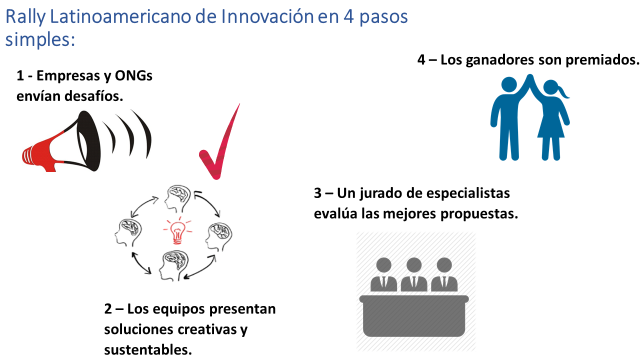 Rally Latinoamericano de Innovación en 4 pasos
simples:
1 - Empresas y ONGs
envían desafíos.
2 – Los equipos presentan
soluciones creativas y
sustentables.
3 – Un jurado de especialistas
evalúa las mejores propuestas.
4 – Los ganadores son premiados.